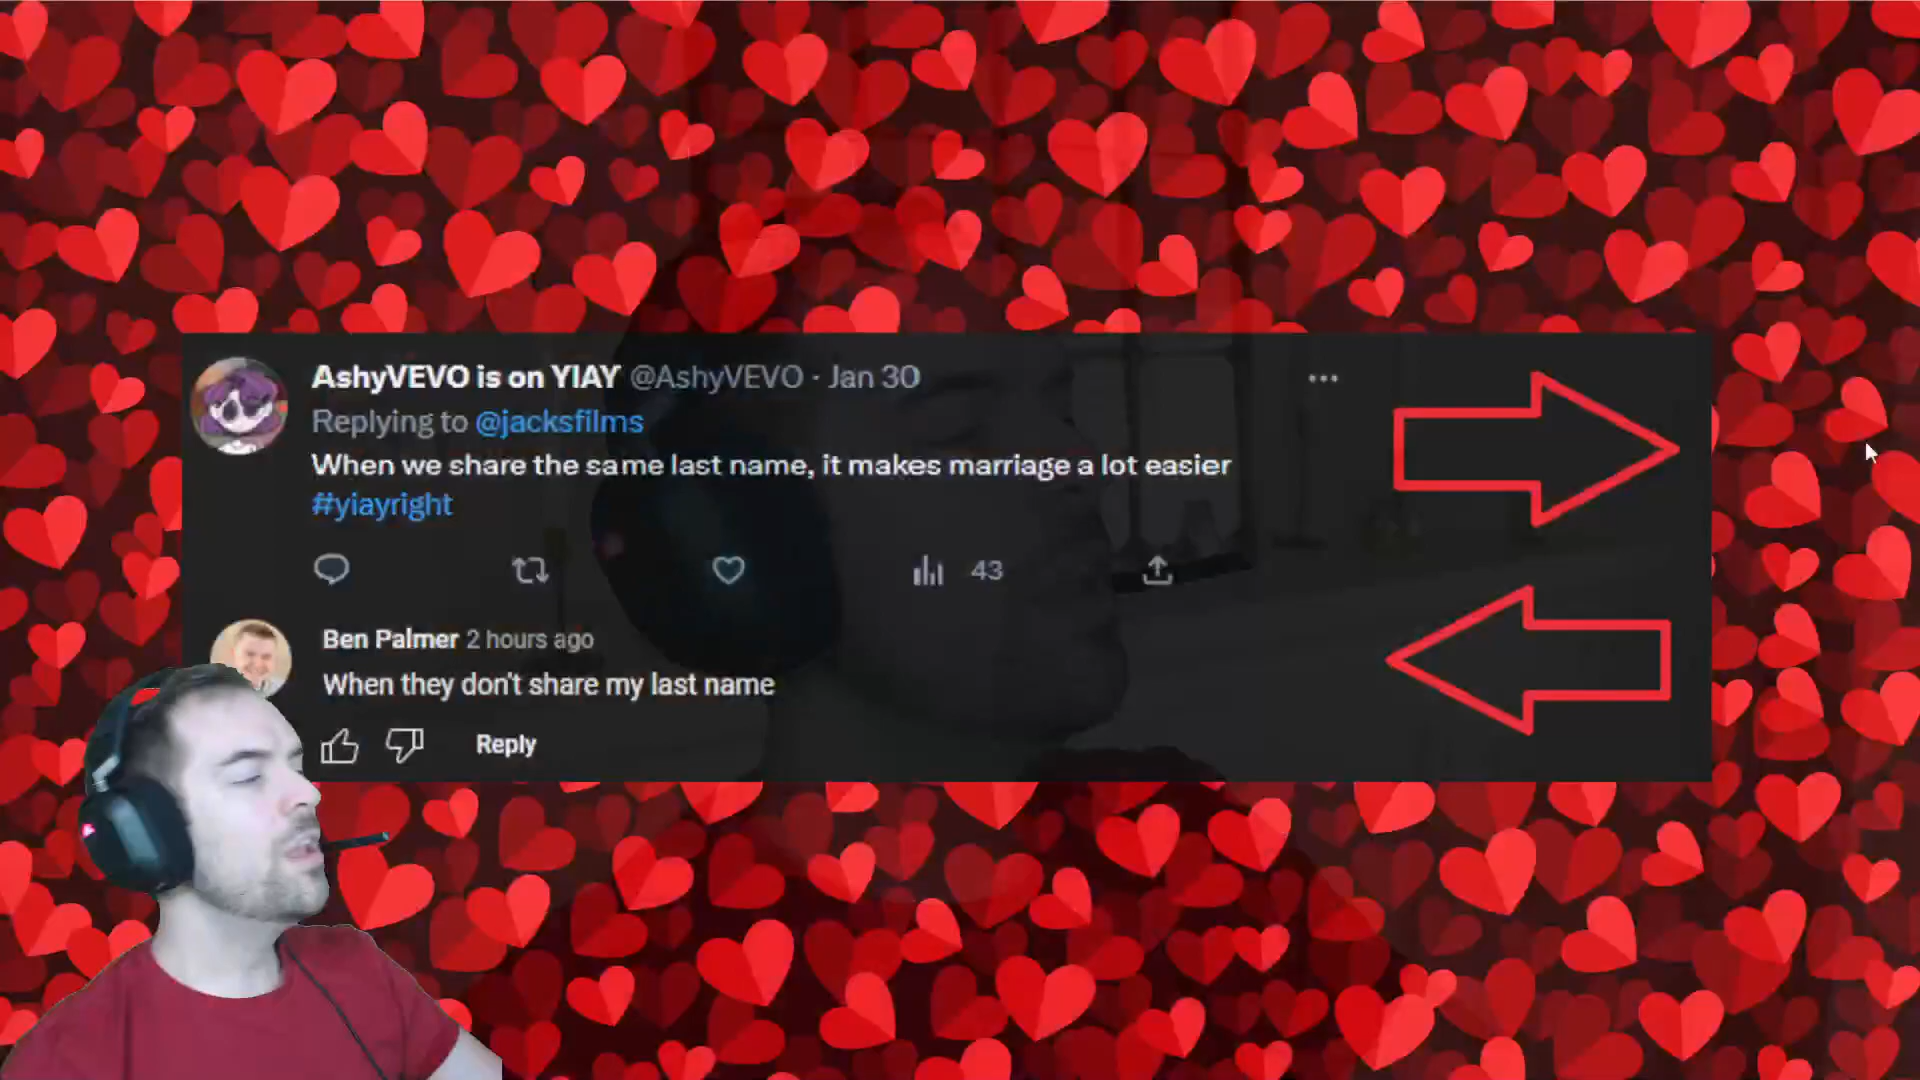 AshyVEVO is on YIAY @AshyVEVO · Jan 30
Replying to @jacksfilms
When we share the same last name, it makes marriage a lot easier
#yiayright
43
Ben Palmer 2 hours ago
When they don't share my last name
Reply